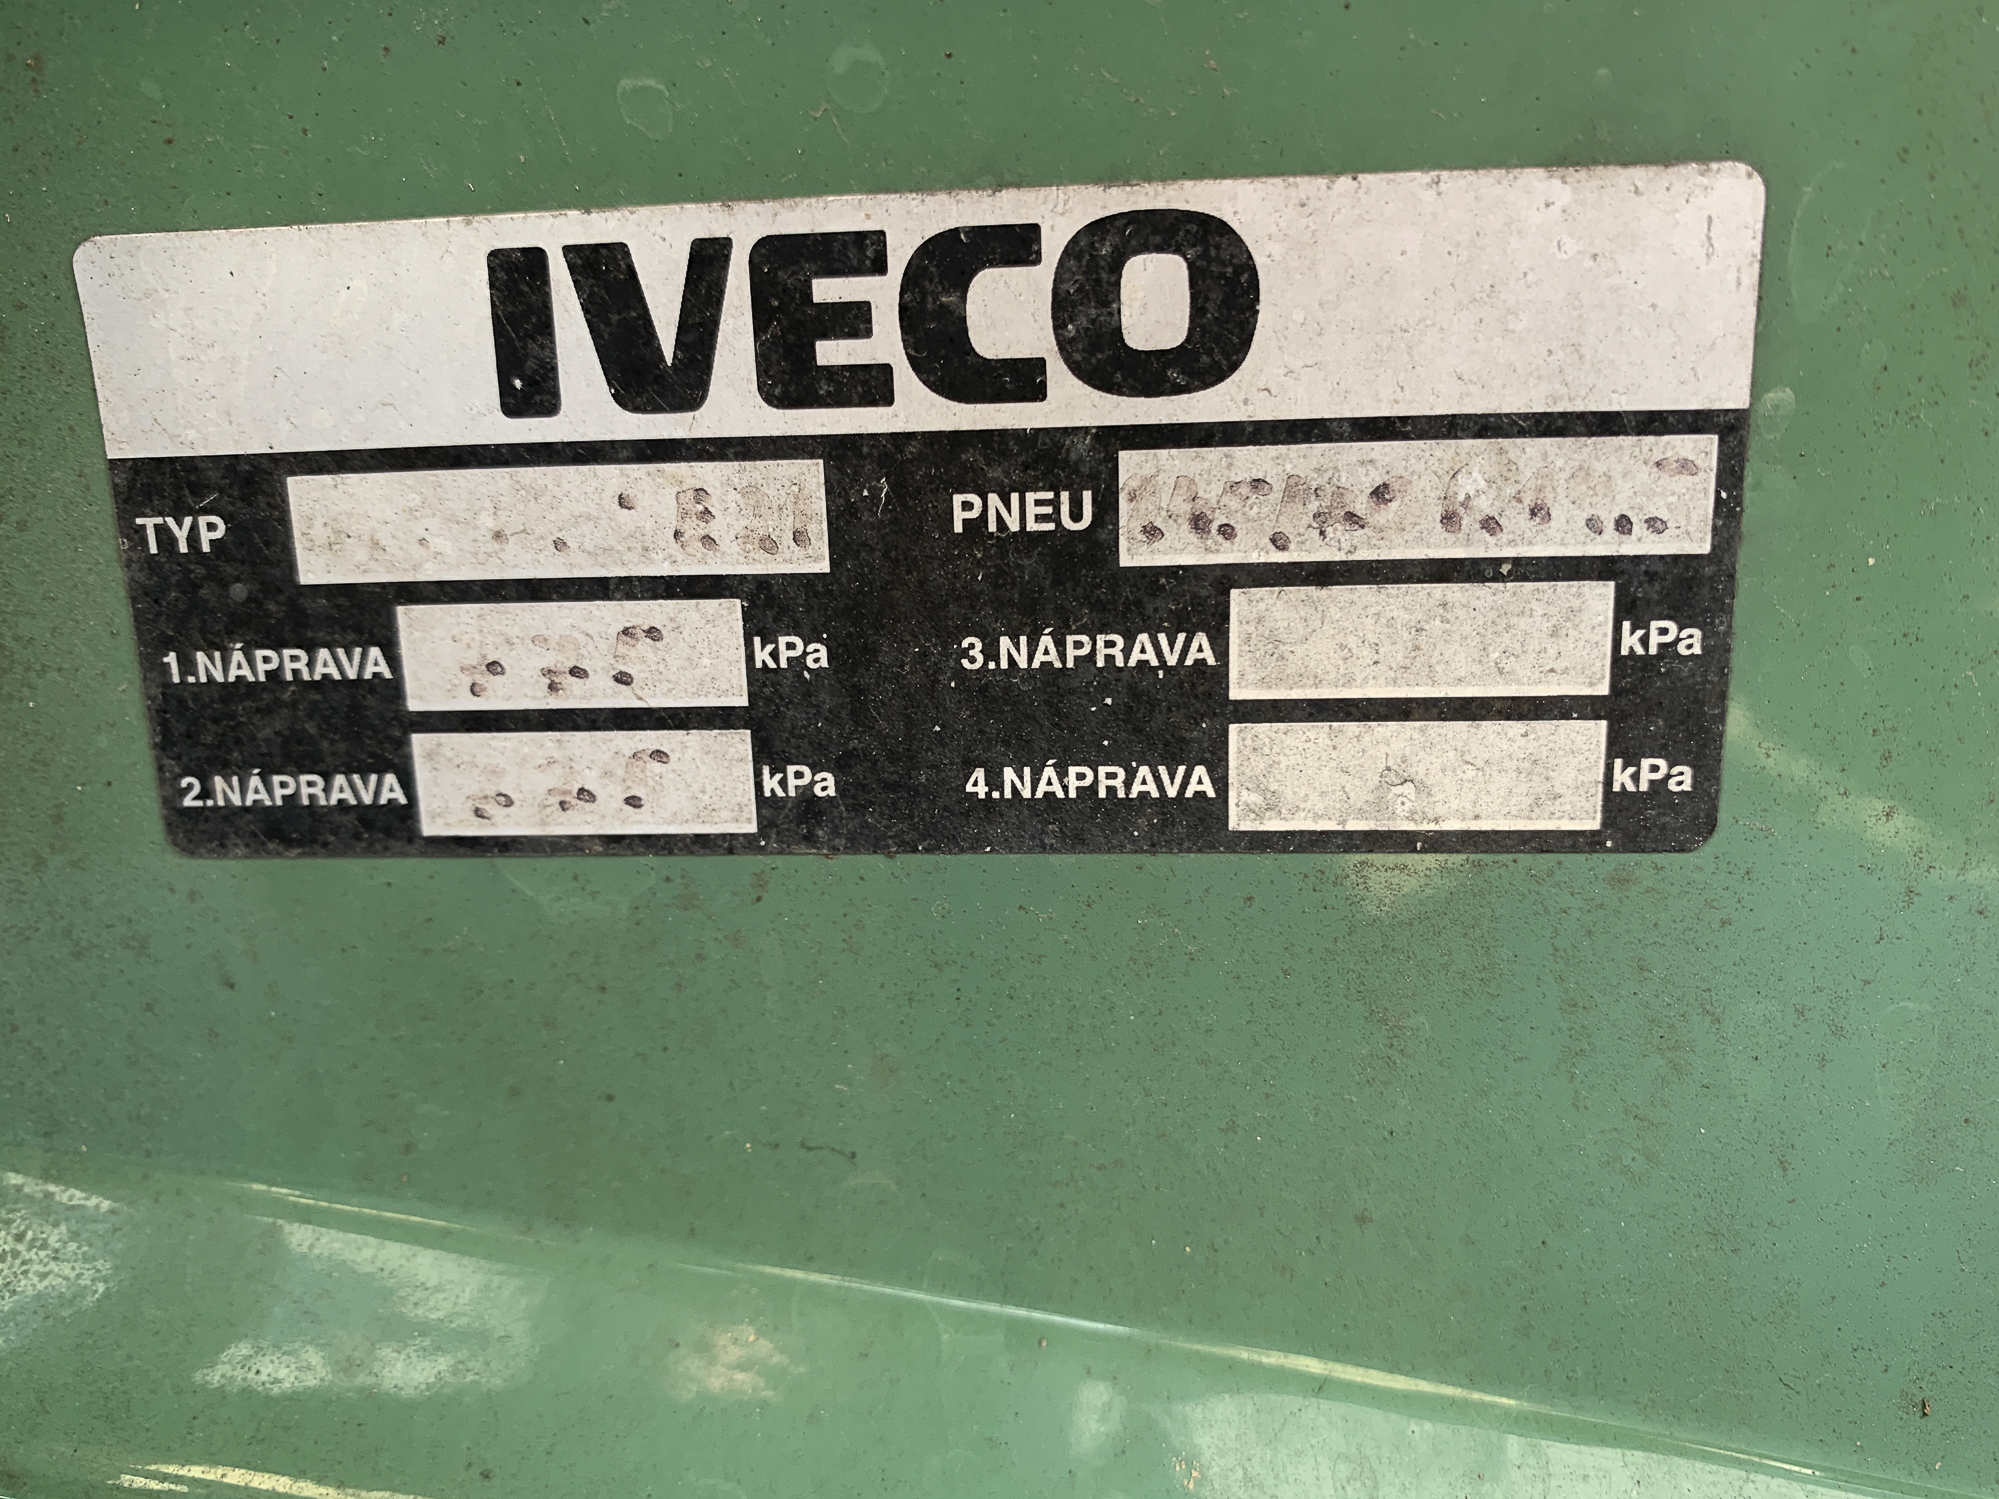 IVECO
TYP PNEU
1.NÁPRAVA kPa 3.NÁPRAVA kPa
2.NÁPRAVA kPa 4.NÁPRAVA kPa